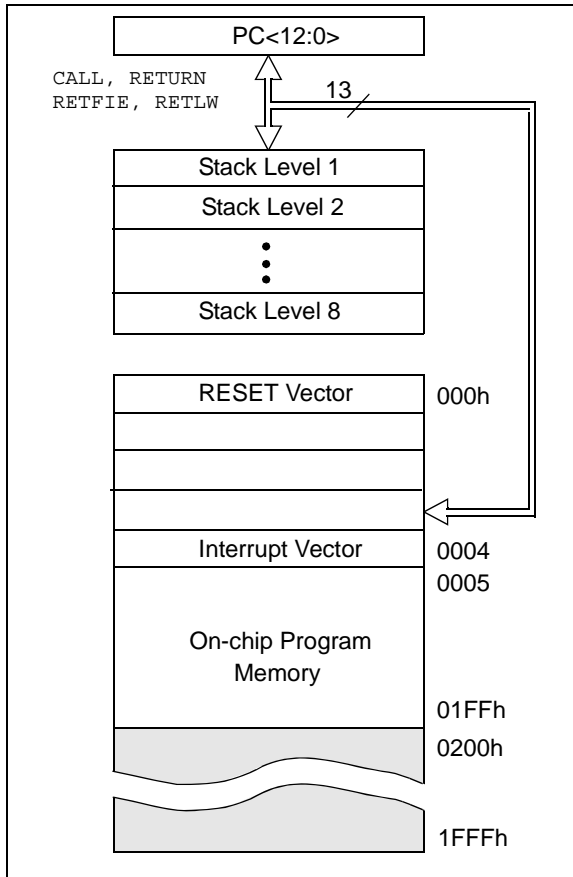 PC<12:0>
CALL, RETURN
RETFIE, RETLW
13
Stack Level 1
Stack Level 2
Stack Level 8
RESET Vector
000h
Interrupt Vector
0004
0005
On-chip Program
Memory
01FFh
0200h
1FFFh